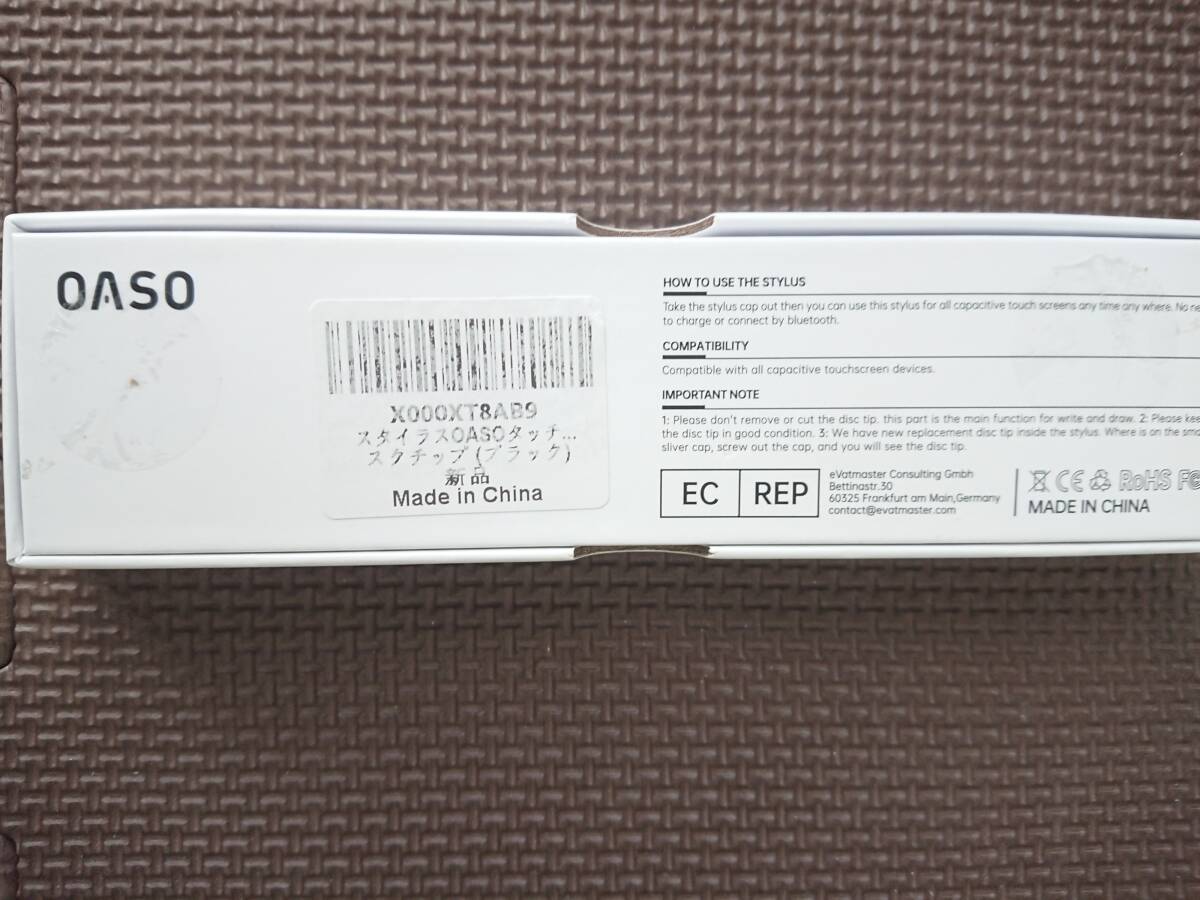 OASO
X000XT8AB9
スタイラスOASOタッチ...
スクチップ (ブラック)
新品
Made in China
HOW TO USE THE STYLUS
Take the stylus cap out then you can use this stylus for all capacitive touch screens any time any where. No
to charge or connect by bluetooth.
COMPATIBILITY
Compatible with all capacitive touchscreen devices.
IMPORTANT NOTE
1: Please don't remove or cut the disc tip. this part is the main function for write and draw. 2: Please
the disc tip in good condition. 3: We have new replacement disc tip inside the stylus. Where is on the
sliver cap, screw out the cap, and you will see the disc tip.
EC REP
eVatmaster Consulting Gmbh
Bettinastr.30
60325 Frankfurt am Main,Germany
contact@evatmaster.com
CE RoHS
MADE IN CHINA